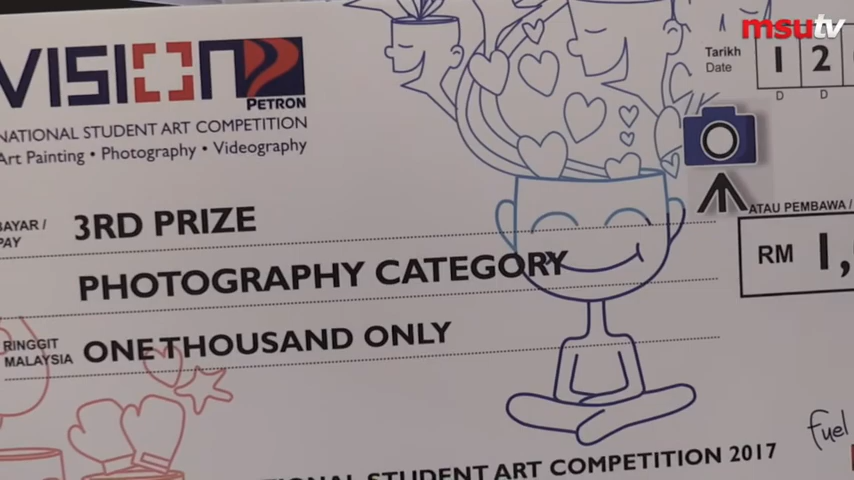 msutv
VISION
PETRON
NATIONAL STUDENT ART COMPETITION
Art Painting • Photography • Videography
Tarikh
Date
1 2
D D
BAYAR /
PAY
3RD PRIZE
ATAU PEMBAWA /
PHOTOGRAPHY CATEGORY
RM 1,
RINGGIT
MALAYSIA
ONE THOUSAND ONLY
Fuel
STUDENT ART COMPETITION 2017